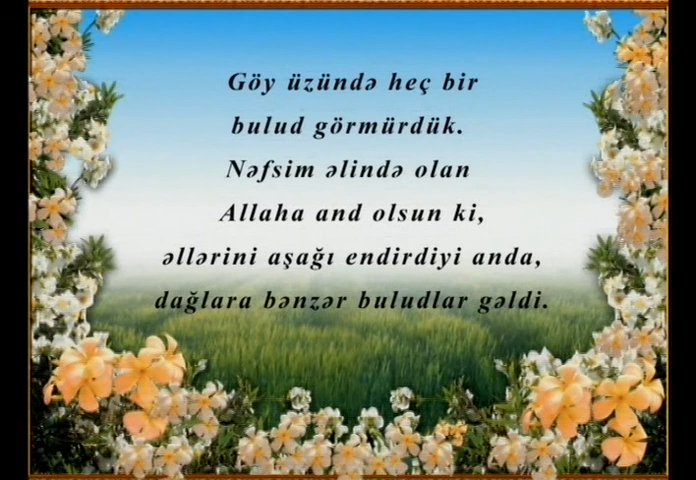 Göy üzündə heç bir
bulud görmürdük.
Nəfsim əlində olan
Allaha and olsun ki,
əllərini aşağı endirdiyi anda,
dağlara bənzər buludlar gəldi.